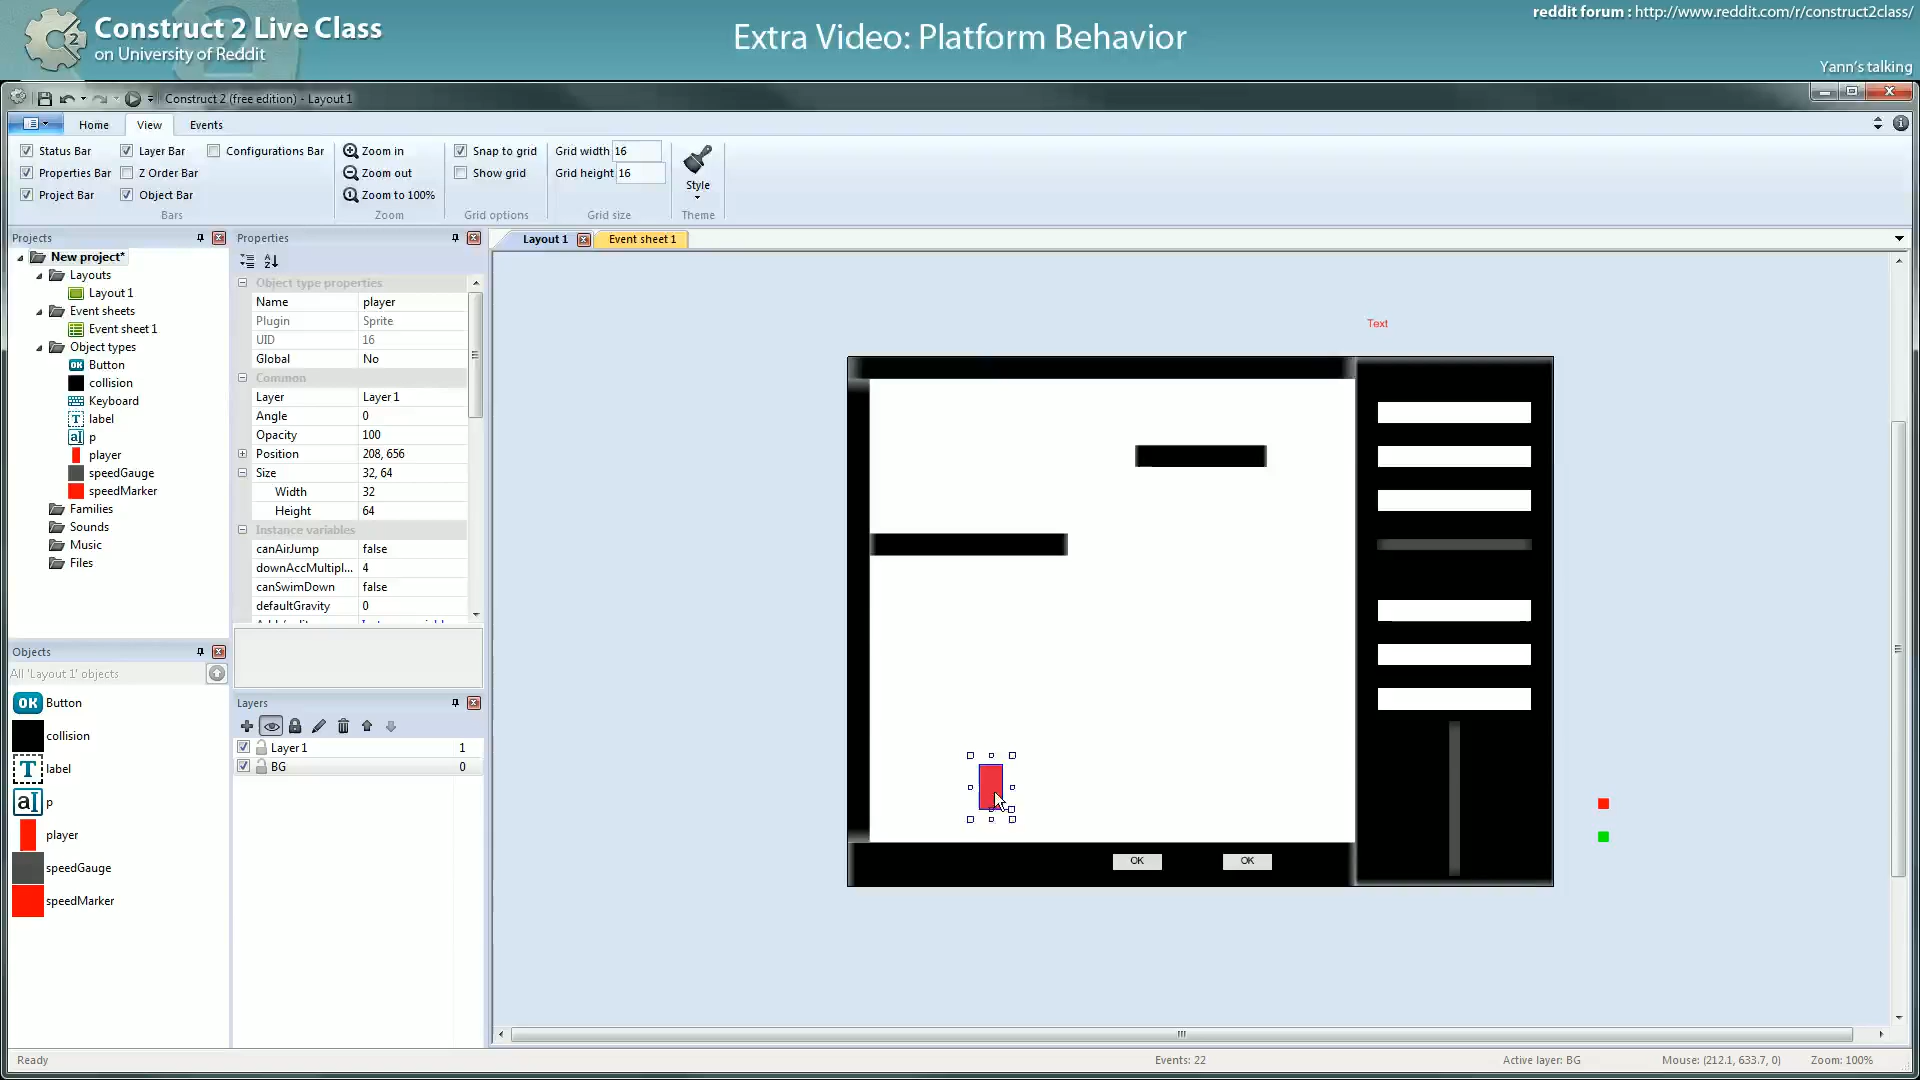 Construct 2 Live Class
on University of Reddit
Extra Video: Platform Behavior
reddit forum : http://www.reddit.com/r/construct2class/
Yann's talking
Construct 2 (free edition) - Layout 1
Home View Events
Status Bar Layer Bar Configurations Bar Zoom in Snap to grid Grid width 16
Properties Bar Z Order Bar Zoom out Show grid Grid height 16 Style
Project Bar Object Bar Zoom to 100%
Bars Zoom Grid options Grid size Theme
Projects
New project*
Layouts
Layout 1
Event sheets
Event sheet 1
Object types
Button
collision
Keyboard
label
p
player
speedGauge
speedMarker
Families
Sounds
Music
Files
Properties
Object type properties
Name player
Plugin Sprite
UID 16
Global No
Common
Layer Layer 1
Angle 0
Opacity 100
Position 208, 656
Size 32, 64
Width 32
Height 64
Instance variables
canAirJump false
downAccMultipl... 4
canSwimDown false
defaultGravity 0
Layout 1 Event sheet 1
Text
OK OK
Objects
All 'Layout 1' objects
OK Button
collision
T label
aI p
player
speedGauge
speedMarker
Layers
Layer 1 1
BG 0
Ready Events: 22 Active layer: BG Mouse: (212.1, 633.7, 0) Zoom: 100%